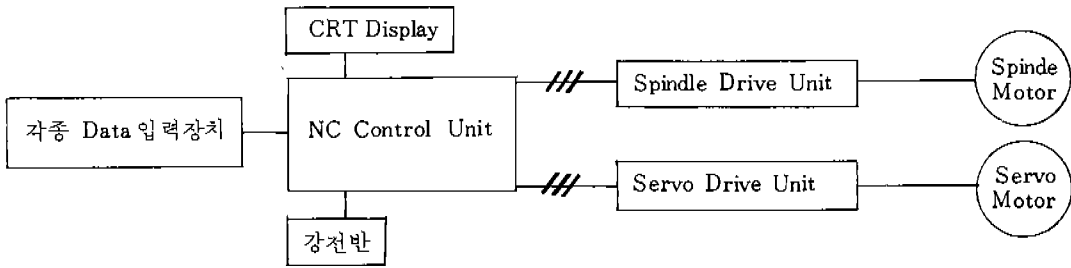 CRT Display
각종 Data 입력장치
NC Control Unit
강전반
Spindle Drive Unit
Spinde
Motor
Servo Drive Unit
Servo
Motor